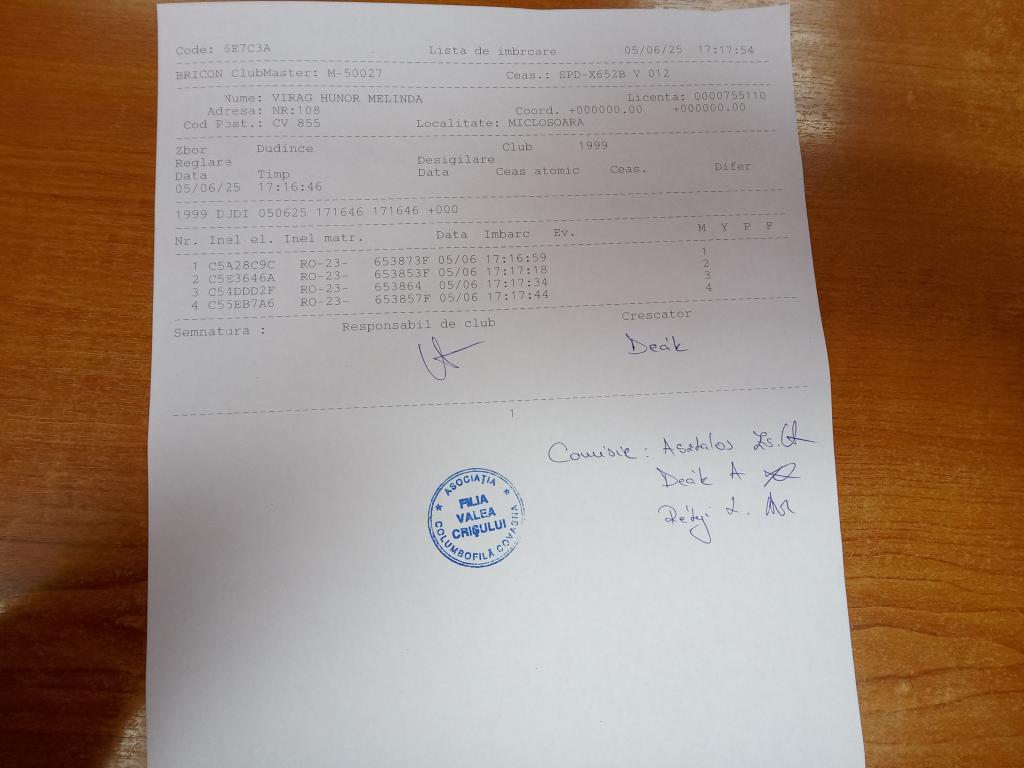 Code: 6E7C3A Lista de imbrcare 05/06/25 17:17:54
BRICON ClubMaster: M-50027 Ceas.: SPD-X652B V 012
Nume: VIRAG HUNOR MELINDA Licenta: 0000755110
Adresa: NR:108 Coord. +000000.00 +000000.00
Cod Post.: CV 855 Localitate: MICLOSOARA
Zbor Dudince Club 1999
Reglare Desigilare
Data Timp Data Ceas atomic Ceas. Difer
05/06/25 17:16:46
1999 DJDI 050625 171646 171646 +000
Nr. Inel el. Inel matr. Data Imbarc Ev. M Y P F
1 C5A28C9C RO-23- 653873F 05/06 17:16:59 1
2 C5E3646A RO-23- 653853F 05/06 17:17:18 2
3 C54DDD2F RO-23- 653864 05/06 17:17:34 3
4 C55EB7A6 RO-23- 653857F 05/06 17:17:44 4
Semnatura : Responsabil de club Crescator
Deák
1
Comisie: Asztalos Zs.
Deák A
L.
ASOCIAȚIA
FILIA
VALEA
CRIȘULUI
COLUMBOFILĂ COVASNA